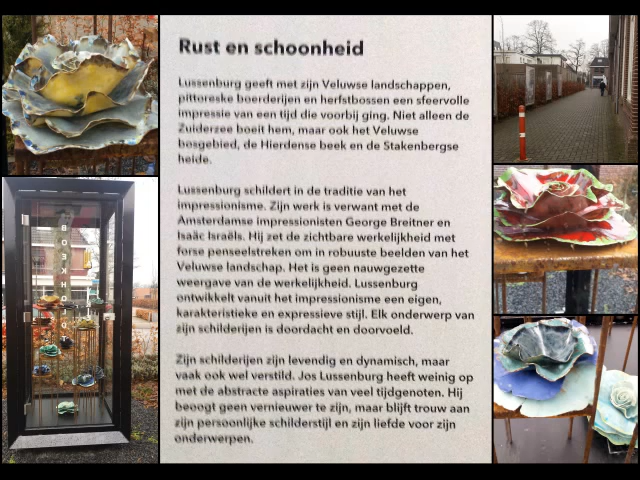 Rust en schoonheid
Lussenburg geeft met zijn Veluwse landschappen,
pittoreske boerderijen en herfstbossen een sfeervolle
impressie van een tijd die voorbij ging. Niet alleen de
Zuiderzee boeit hem, maar ook het Veluwse
bosgebied, de Hierdense beek en de Stakenbergse
heide.
Lussenburg schildert in de traditie van het
impressionisme. Zijn werk is verwant met de
Amsterdamse impressionisten George Breitner en
Isaäc Israëls. Hij zet de zichtbare werkelijkheid met
forse penseelstreken om in robuuste beelden van het
Veluwse landschap. Het is geen nauwgezette
weergave van de werkelijkheid. Lussenburg
ontwikkelt vanuit het impressionisme een eigen,
karakteristieke en expressieve stijl. Elk onderwerp van
zijn schilderijen is doordacht en doorvoeld.
Zijn schilderijen zijn levendig en dynamisch, maar
vaak ook wel verstild. Jos Lussenburg heeft weinig op
met de abstracte aspiraties van veel tijdgenoten. Hij
beoogt geen vernieuwer te zijn, maar blijft trouw aan
zijn persoonlijke schilderstijl en zijn liefde voor zijn
onderwerpen.